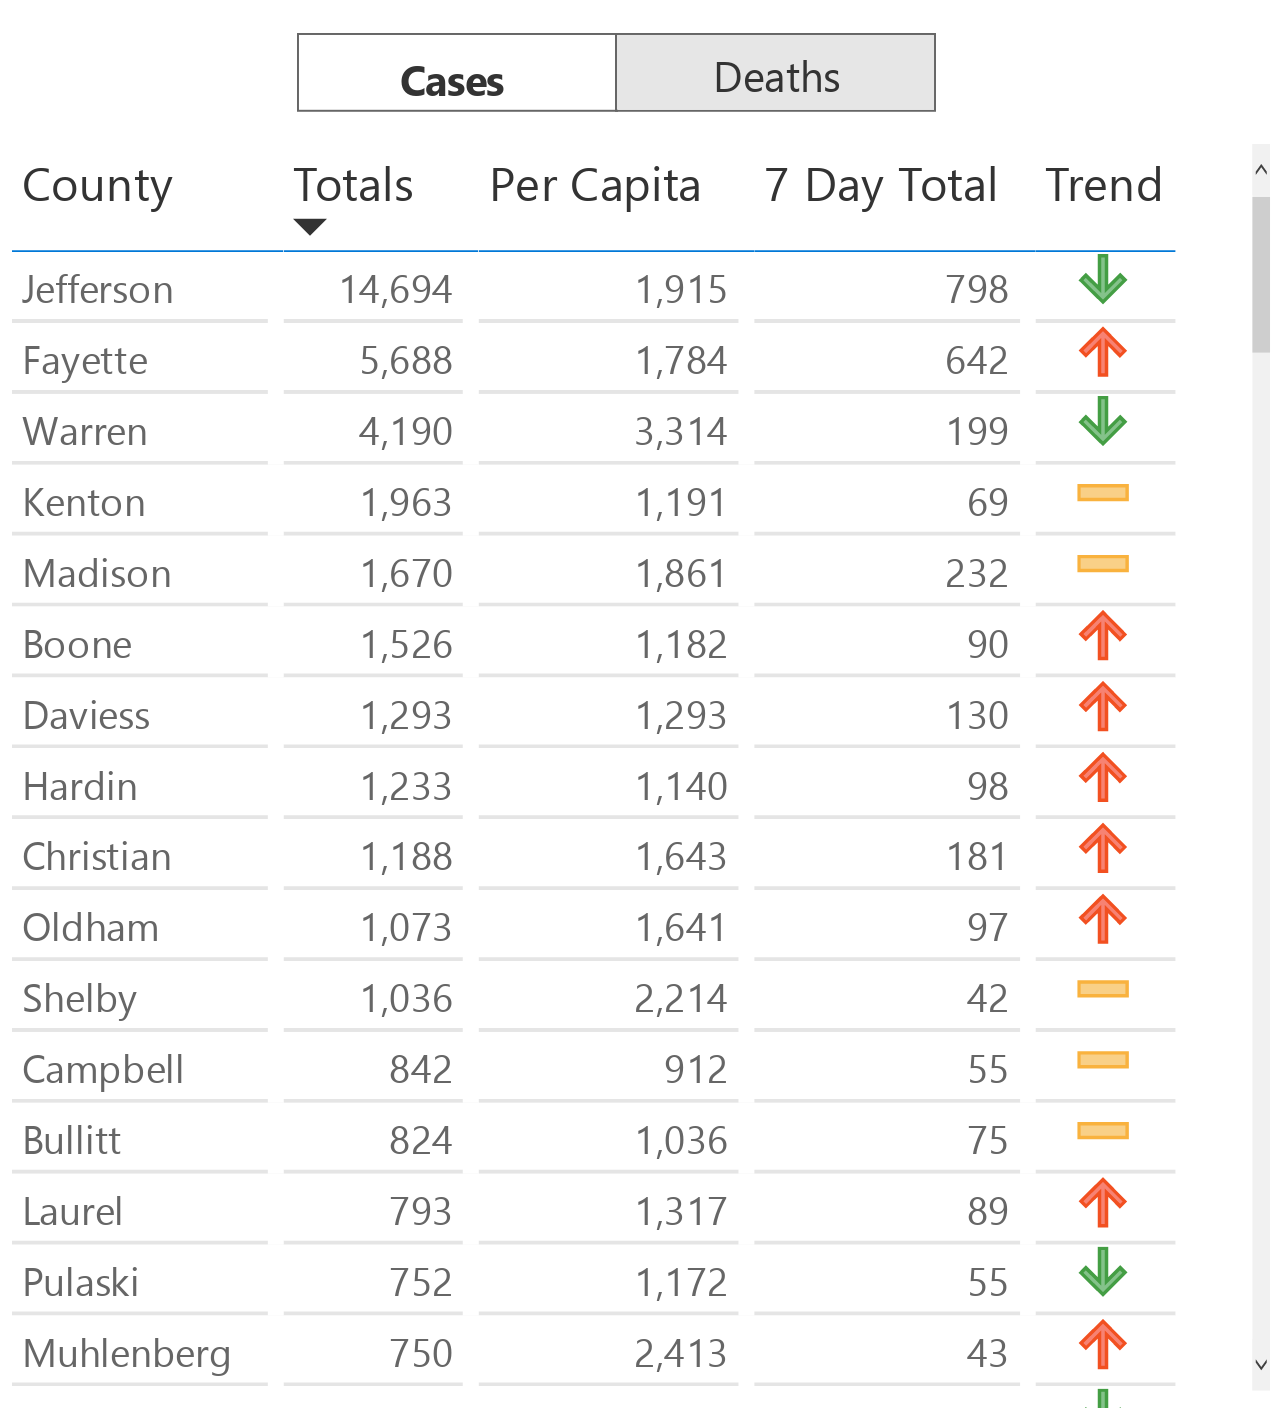 Cases Deaths
County Totals Per Capita 7 Day Total Trend
Jefferson 14,694 1,915 798
Fayette 5,688 1,784 642
Warren 4,190 3,314 199
Kenton 1,963 1,191 69
Madison 1,670 1,861 232
Boone 1,526 1,182 90
Daviess 1,293 1,293 130
Hardin 1,233 1,140 98
Christian 1,188 1,643 181
Oldham 1,073 1,641 97
Shelby 1,036 2,214 42
Campbell 842 912 55
Bullitt 824 1,036 75
Laurel 793 1,317 89
Pulaski 752 1,172 55
Muhlenberg 750 2,413 43